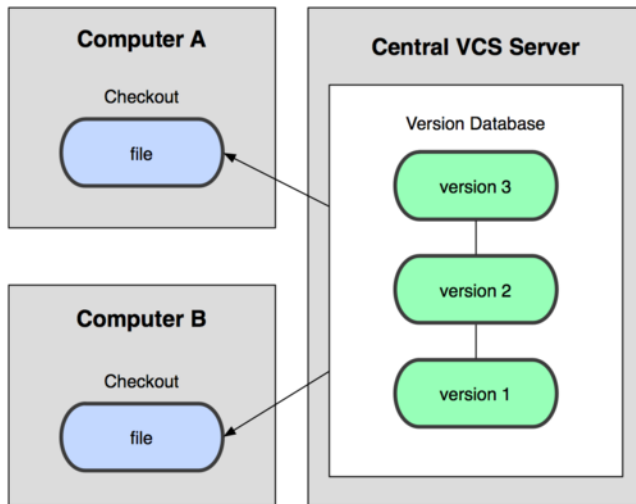 Computer A
Checkout
file
Computer B
Checkout
file
Central VCS Server
Version Database
version 3
version 2
version 1